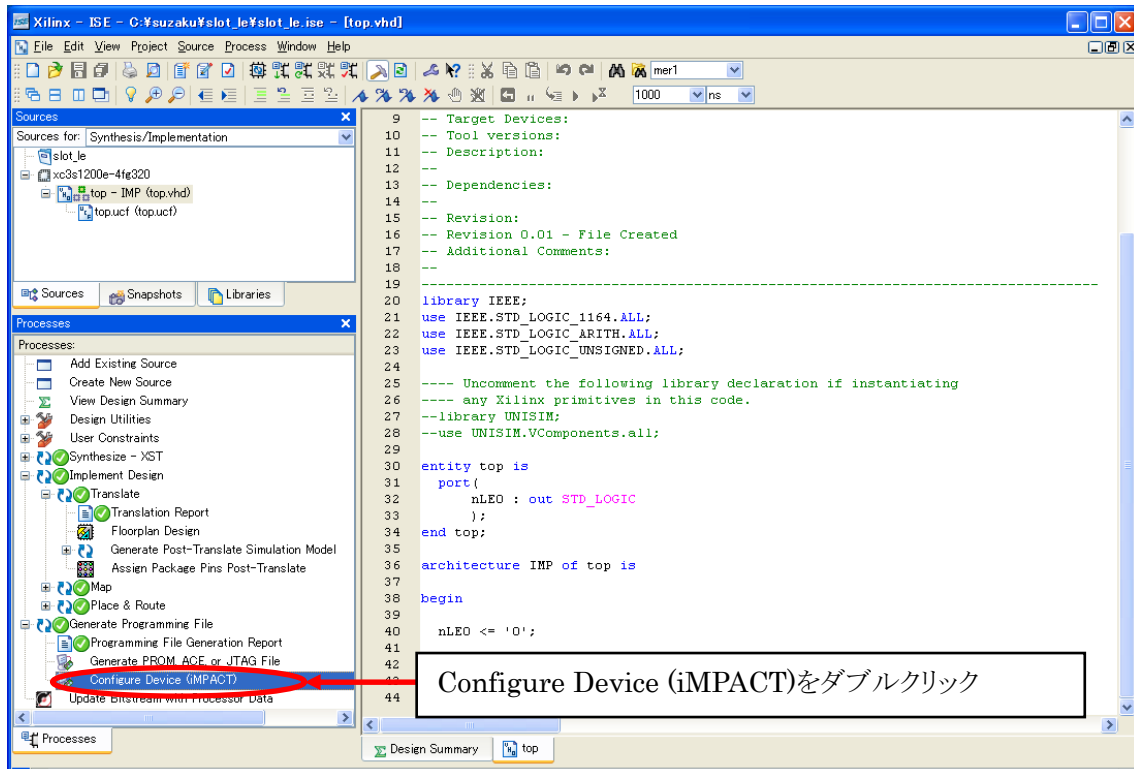 Xilinx - ISE - C:¥suzaku¥slot_le¥slot_le.ise - [top.vhd]
File Edit View Project Source Process Window Help
mer1
1000 ns
Sources
Sources for: Synthesis/Implementation
slot_le
xc3s1200e-4fg320
top - IMP (top.vhd)
top.ucf (top.ucf)
Sources Snapshots Libraries
Processes
Processes:
Add Existing Source
Create New Source
View Design Summary
Design Utilities
User Constraints
Synthesize - XST
Implement Design
Translate
Translation Report
Floorplan Design
Generate Post-Translate Simulation Model
Assign Package Pins Post-Translate
Map
Place & Route
Generate Programming File
Programming File Generation Report
Generate PROM, ACE, or JTAG File
Configure Device (iMPACT)
Update Bitstream with Processor Data
Processes
9 -- Target Devices:
10 -- Tool versions:
11 -- Description:
12 --
13 -- Dependencies:
14 --
15 -- Revision:
16 -- Revision 0.01 - File Created
17 -- Additional Comments:
18 --
19 ----------------------------------------------------------------------------------
20 library IEEE;
21 use IEEE.STD_LOGIC_1164.ALL;
22 use IEEE.STD_LOGIC_ARITH.ALL;
23 use IEEE.STD_LOGIC_UNSIGNED.ALL;
24
25 ---- Uncomment the following library declaration if instantiating
26 ---- any Xilinx primitives in this code.
27 --library UNISIM;
28 --use UNISIM.VComponents.all;
29
30 entity top is
31 port(
32 nLE0 : out STD_LOGIC
33 );
34 end top;
35
36 architecture IMP of top is
37
38 begin
39
40 nLE0 <= '0';
41
42
44
Configure Device (iMPACT)をダブルクリック
Design Summary top